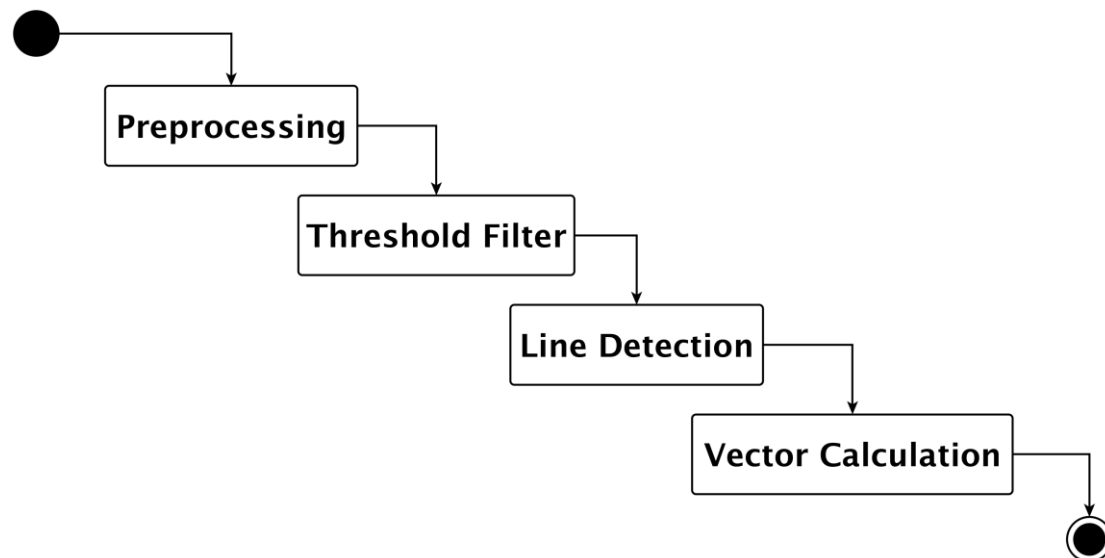 Preprocessing
Threshold Filter
Line Detection
Vector Calculation